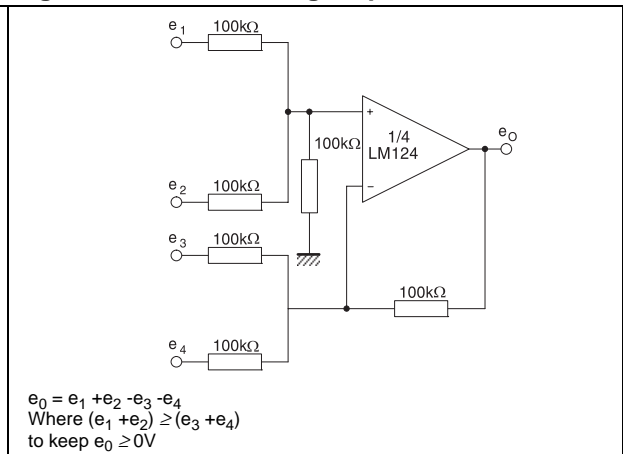 e1 100kΩ
100kΩ
1/4
LM124
+
-
eO
e2 100kΩ
e3 100kΩ
100kΩ
e4 100kΩ
e0 = e1 +e2 -e3 -e4
Where (e1 +e2) ≥(e3 +e4)
to keep e0 ≥0V